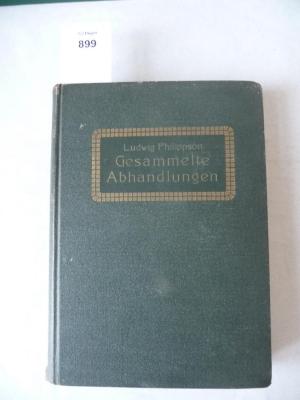 899
Ludwig Philippson
Gesammelte
Abhandlungen